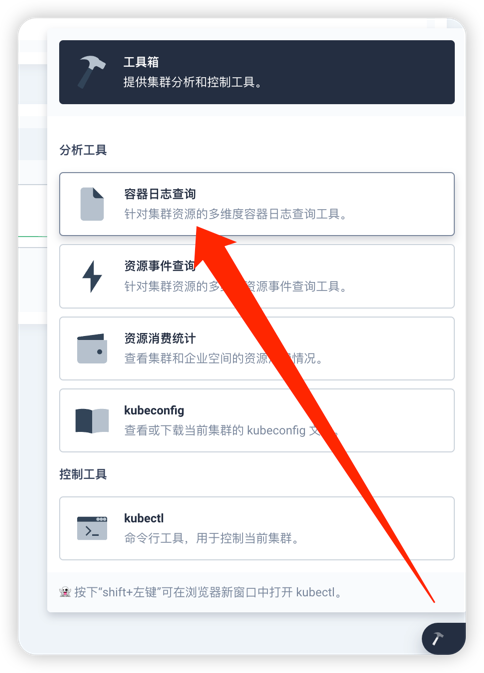 工具箱
提供集群分析和控制工具。
分析工具
容器日志查询
针对集群资源的多维度容器日志查询工具。
资源事件查询
针对集群资源的多资源事件查询工具。
资源消费统计
查看集群和企业空间的资源情况。
kubeconfig
查看或下载当前集群的 kubeconfig 文
控制工具
kubectl
命令行工具，用于控制当前集群。
按下“shift+左键”可在浏览器新窗口中打开 kubectl。